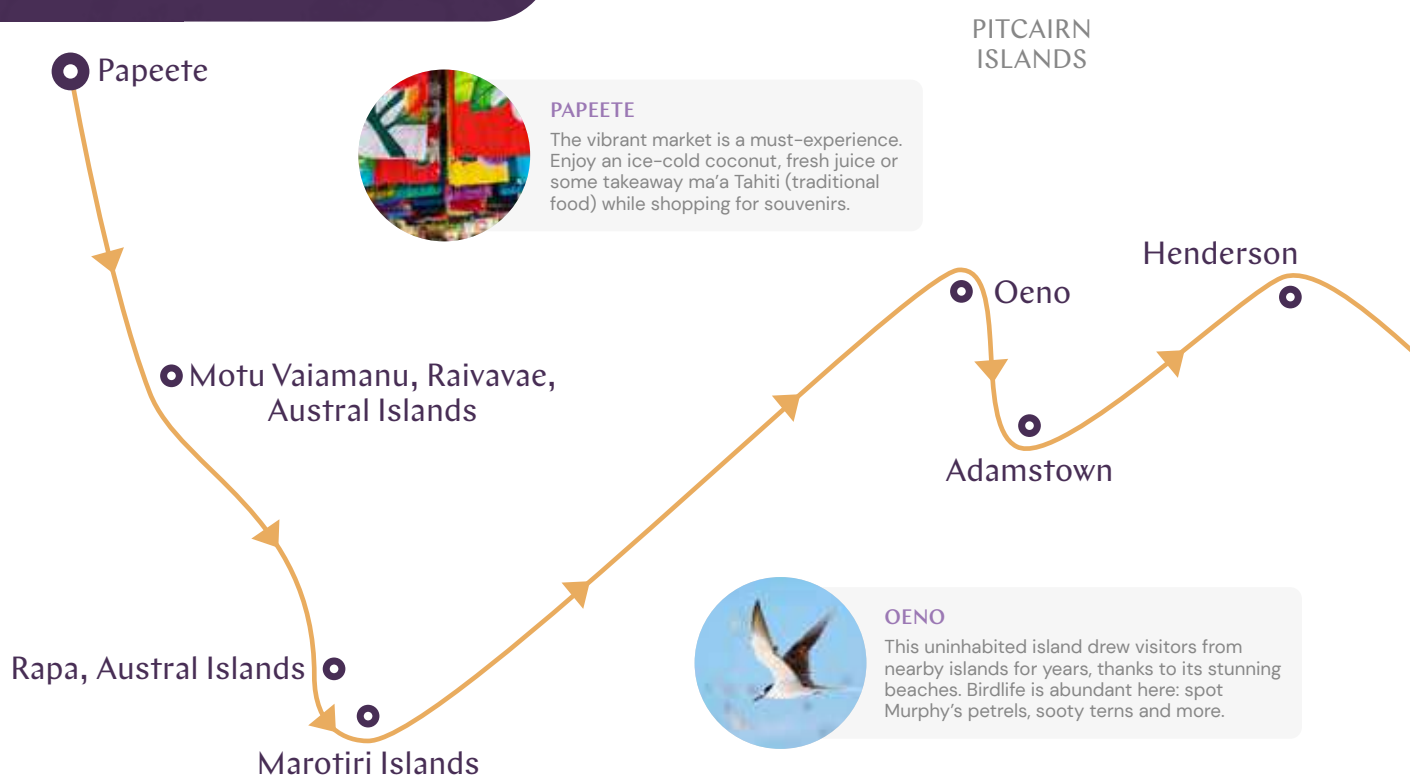 PITCAIRN
ISLANDS
Papeete
PAPEETE
The vibrant market is a must-experience.
Enjoy an ice-cold coconut, fresh juice or
some takeaway ma’a Tahiti (traditional
food) while shopping for souvenirs.
Henderson
Oeno
Motu Vaiamanu, Raivavae,
Austral Islands
Adamstown
OENO
This uninhabited island drew visitors from
nearby islands for years, thanks to its stunning
beaches. Birdlife is abundant here: spot
Murphy’s petrels, sooty terns and more.
Rapa, Austral Islands
Marotiri Islands